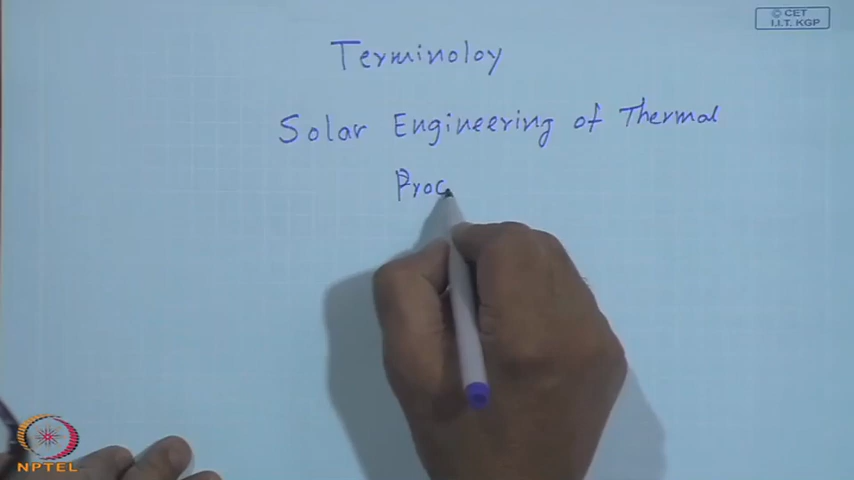 © CET
I.I.T. KGP
Terminoloy
Solar Engineering of Thermal
Proc
NPTEL